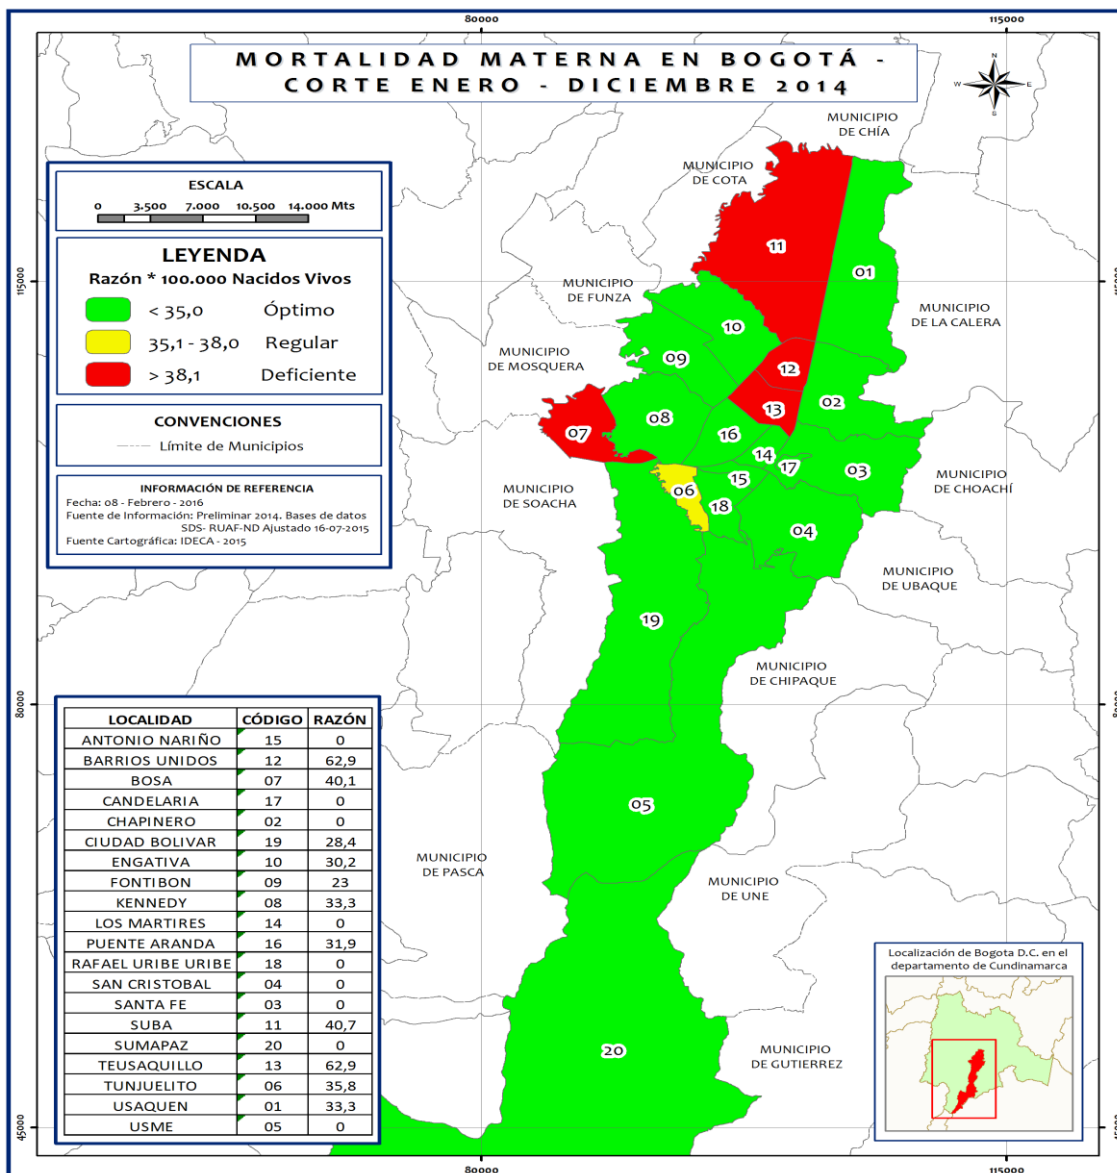 80000
115000
MORTALIDAD MATERNA EN BOGOTÁ -
CORTE ENERO - DICIEMBRE 2014
N
W
E
S
MUNICIPIO
DE CHÍA
MUNICIPIO
DE COTA
ESCALA
0 3.500 7.000 10.500 14.000 Mts
LEYENDA
Razón * 100.000 Nacidos Vivos
< 35,0 Óptimo
35,1 - 38,0 Regular
> 38,1 Deficiente
CONVENCIONES
Límite de Municipios
INFORMACIÓN DE REFERENCIA
Fecha: 08 - Febrero - 2016
Fuente de Información: Preliminar 2014. Bases de datos
SDS- RUAF-ND Ajustado 16-07-2015
Fuente Cartográfica: IDECA - 2015
115000
MUNICIPIO
DE FUNZA
MUNICIPIO
DE LA CALERA
MUNICIPIO
DE MOSQUERA
MUNICIPIO
DE SOACHA
MUNICIPIO
DE CHOACHÍ
MUNICIPIO
DE UBAQUE
MUNICIPIO
DE CHIPAQUE
MUNICIPIO
DE PASCA
MUNICIPIO
DE UNE
MUNICIPIO
DE GUTIERREZ
11
01
10
09
12
02
13
08
07
16
14
17
03
15
06
18
04
19
05
20
80000
80000
LOCALIDAD CÓDIGO RAZÓN
ANTONIO NARIÑO 15 0
BARRIOS UNIDOS 12 62,9
BOSA 07 40,1
CANDELARIA 17 0
CHAPINERO 02 0
CIUDAD BOLIVAR 19 28,4
ENGATIVA 10 30,2
FONTIBON 09 23
KENNEDY 08 33,3
LOS MARTIRES 14 0
PUENTE ARANDA 16 31,9
RAFAEL URIBE URIBE 18 0
SAN CRISTOBAL 04 0
SANTA FE 03 0
SUBA 11 40,7
SUMAPAZ 20 0
TEUSAQUILLO 13 62,9
TUNJUELITO 06 35,8
USAQUEN 01 33,3
USME 05 0
Localización de Bogota D.C. en el
departamento de Cundinamarca
45000
80000
115000